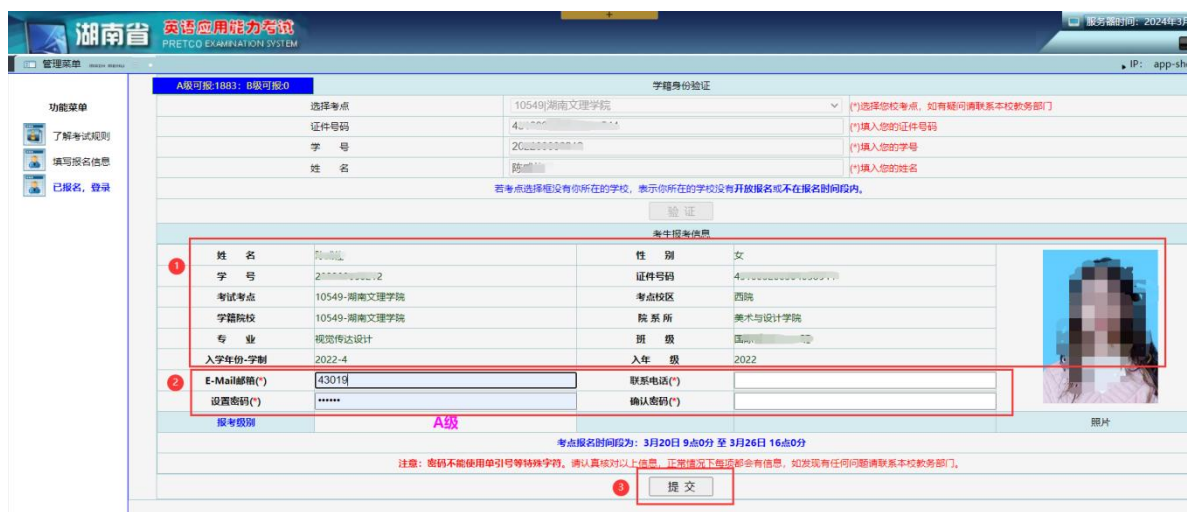 湖南省 英语应用能力考试
PRETCO EXAMINATION SYSTEM
服务器时间：2024年3月
管理菜单
IP： app-sh
功能菜单
了解考试规则
填写报名信息
已报名，登录
A级可报:1883；B级可报:0
学籍身份验证
选择考点 10549(湖南文理学院 (*)选择您校考点，如有疑问请联系本校教务部门
证件号码 (*)填入您的证件号码
学 号 (*)填入您的学号
姓 名 陈 (*)填入您的姓名
若考点选择框没有你所在的学校，表示你所在的学校没有开放报名或不在报名时间段内。
验 证
考生报考信息
1
姓 名 性 别 女
学 号 证件号码
考试考点 10549-湖南文理学院 考点校区 西院
学籍院校 10549-湖南文理学院 院 系 所 美术与设计学院
专 业 视觉传达设计 班 级
入学年份-学制 2022-4 入年 级 2022
2
E-Mail邮箱(*) 43019 联系电话(*)
设置密码(*) •••••• 确认密码(*)
报考级别 A级 照片
考点报名时间段为：3月20日 9点0分 至 3月26日 16点0分
注意：密码不能使用单引号等特殊字符。请认真核对以上信息，正常情况下每项都会有信息，如发现有任何问题请联系本校教务部门。
3 提 交